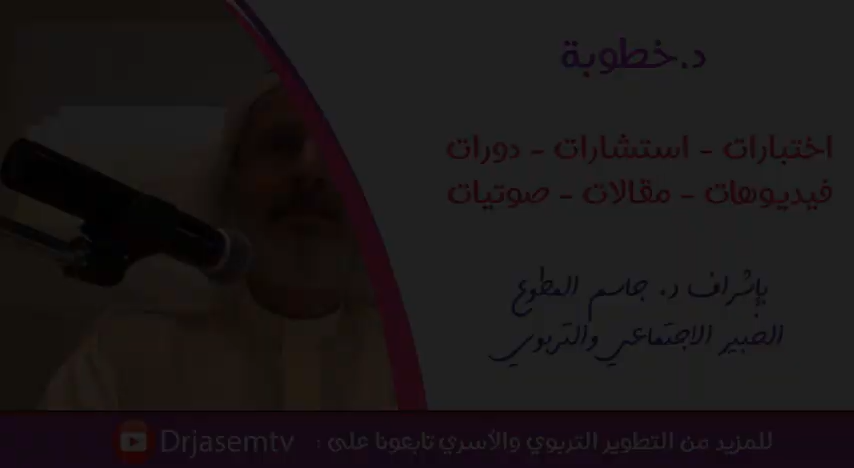 د.خطوبة
اختبارات - استشارات - دورات
فيديوهات - مقالات - صوتيات
بإشراف د. جاسم المطوع
الخبير الاجتماعي والتربوي
للمزيد من التطوير التربوي والأسري تابعونا على : Drjasemtv